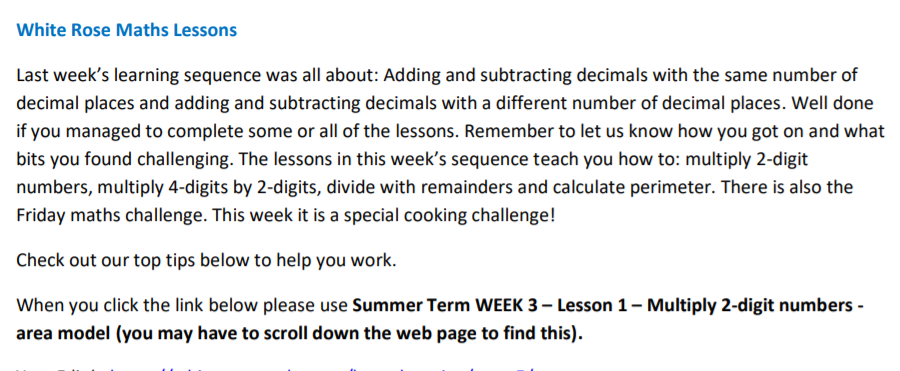 White Rose Maths Lessons
Last week’s learning sequence was all about: Adding and subtracting decimals with the same number of
decimal places and adding and subtracting decimals with a different number of decimal places. Well done
if you managed to complete some or all of the lessons. Remember to let us know how you got on and what
bits you found challenging. The lessons in this week’s sequence teach you how to: multiply 2-digit
numbers, multiply 4-digits by 2-digits, divide with remainders and calculate perimeter. There is also the
Friday maths challenge. This week it is a special cooking challenge!
Check out our top tips below to help you work.
When you click the link below please use Summer Term WEEK 3 – Lesson 1 – Multiply 2-digit numbers -
area model (you may have to scroll down the web page to find this).